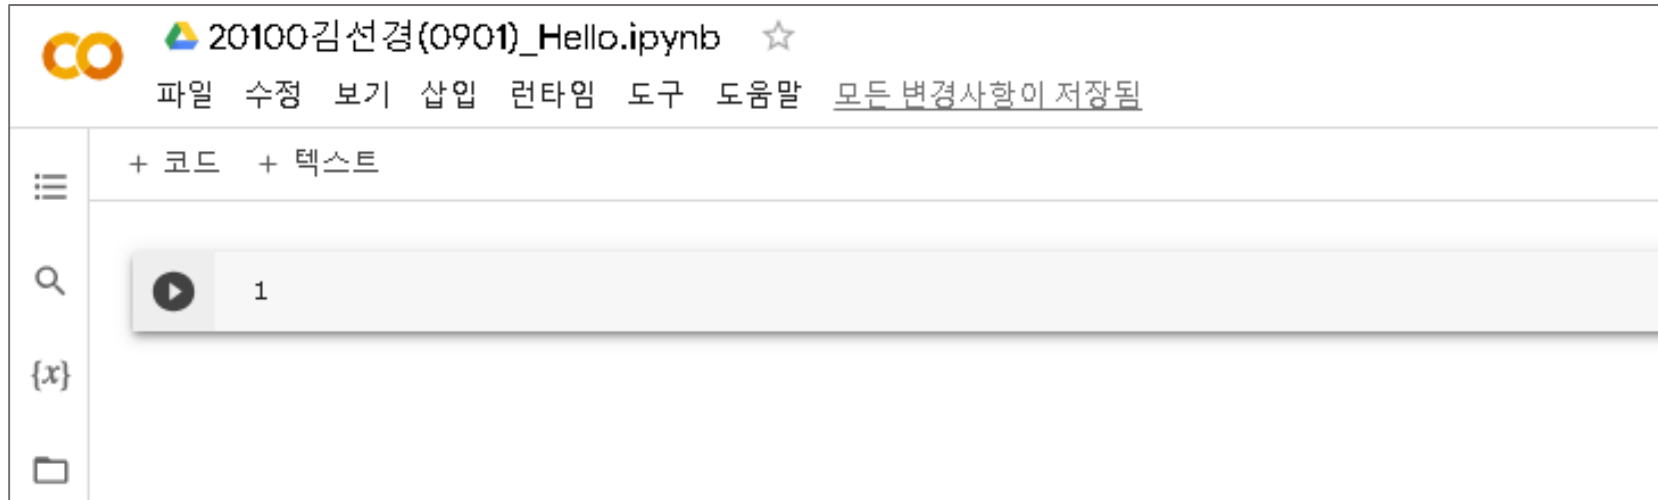 20100김선경(0901)_Hello.ipynb
파일 수정 보기 삽입 런타임 도구 도움말 모든 변경사항이 저장됨
+ 코드 + 텍스트
1
{x}